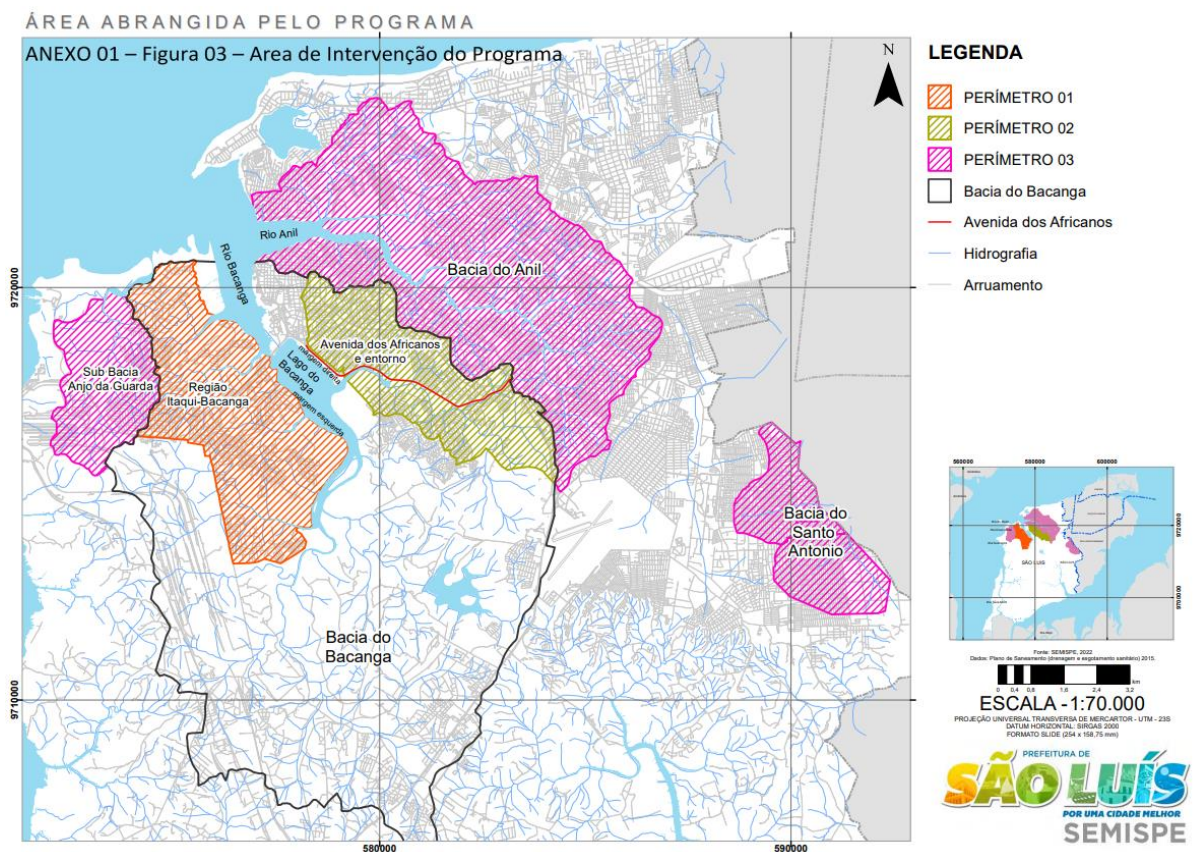 ÁREA ABRANGIDA PELO PROGRAMA
ANEXO 01 – Figura 03 – Area de Intervenção do Programa
N
LEGENDA
PERÍMETRO 01
PERÍMETRO 02
PERÍMETRO 03
Bacia do Bacanga
Avenida dos Africanos
Hidrografia
Arruamento
Rio Anil
Rio Bacanga
Bacia do Anil
9720000
Avenida dos Africanos
e entorno
margem direita
Lago do
Bacanga
margem esquerda
Sub Bacia
Anjo da Guarda
Região
Itaqui-Bacanga
Bacia do
Santo
Antonio
Bacia do
Bacanga
9710000
580000
590000
560000
580000
600000
9720000
9700000
SÃO LUÍS
Fonte: SEMISPE, 2022
Dados: Plano de Saneamento (drenagem e esgotamento sanitário) 2015.
km
0 0,4 0,8 1,6 2,4 3,2
ESCALA - 1:70.000
PROJEÇÃO UNIVERSAL TRANSVERSA DE MERCARTOR - UTM - 23S
DATUM HORIZONTAL: SIRGAS 2000
FORMATO SLIDE (254 x 158,75 mm)
PREFEITURA DE
SÃO LUÍS
POR UMA CIDADE MELHOR
SEMISPE